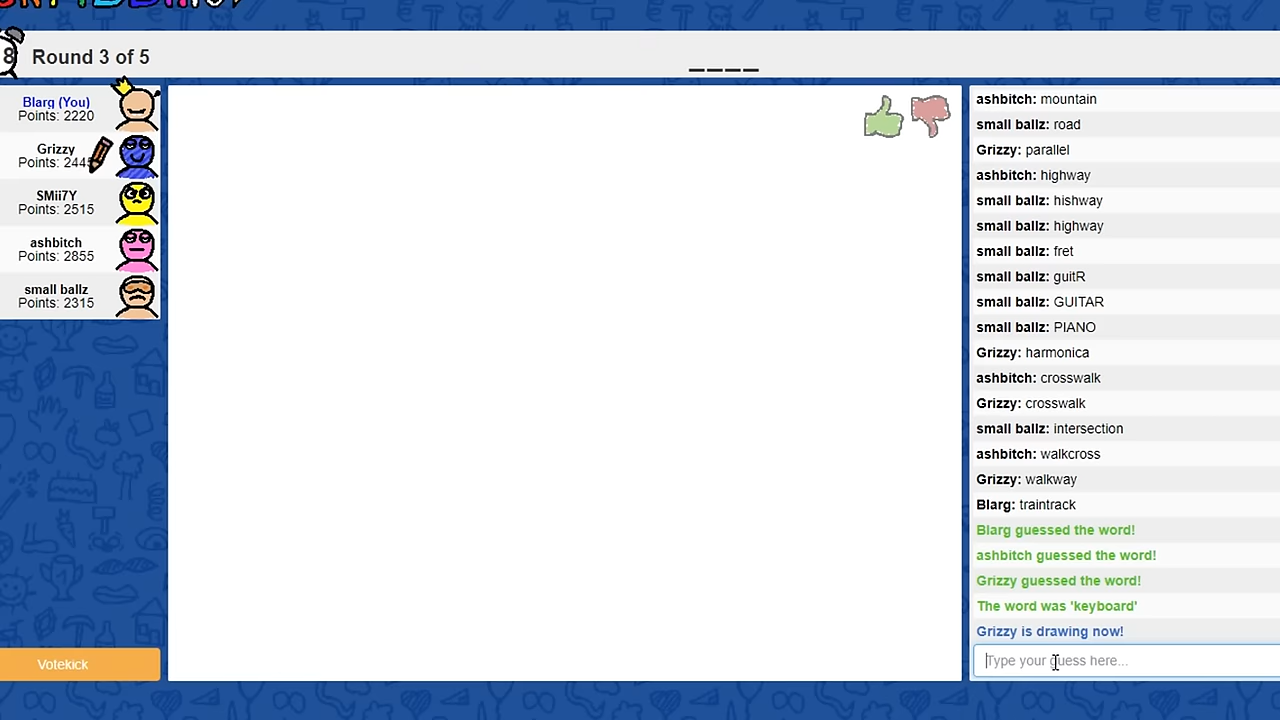 8 Round 3 of 5
____
Blarg (You)
Points: 2220
Grizzy
Points: 2445
SMii7Y
Points: 2515
ashbitch
Points: 2855
small ballz
Points: 2315
Votekick
ashbitch: mountain
small ballz: road
Grizzy: parallel
ashbitch: highway
small ballz: hishway
small ballz: highway
small ballz: fret
small ballz: guitR
small ballz: GUITAR
small ballz: PIANO
Grizzy: harmonica
ashbitch: crosswalk
Grizzy: crosswalk
small ballz: intersection
ashbitch: walkcross
Grizzy: walkway
Blarg: traintrack
Blarg guessed the word!
ashbitch guessed the word!
Grizzy guessed the word!
The word was 'keyboard'
Grizzy is drawing now!
Type your guess here...